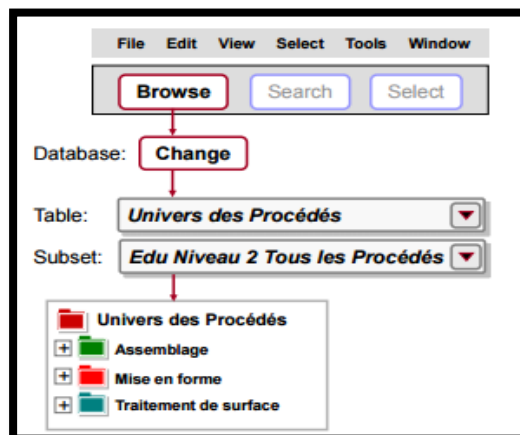 File Edit View Select Tools Window
Browse Search Select
Database: Change
Table: Univers des Procédés
Subset: Edu Niveau 2 Tous les Procédés
Univers des Procédés
Assemblage
Mise en forme
Traitement de surface